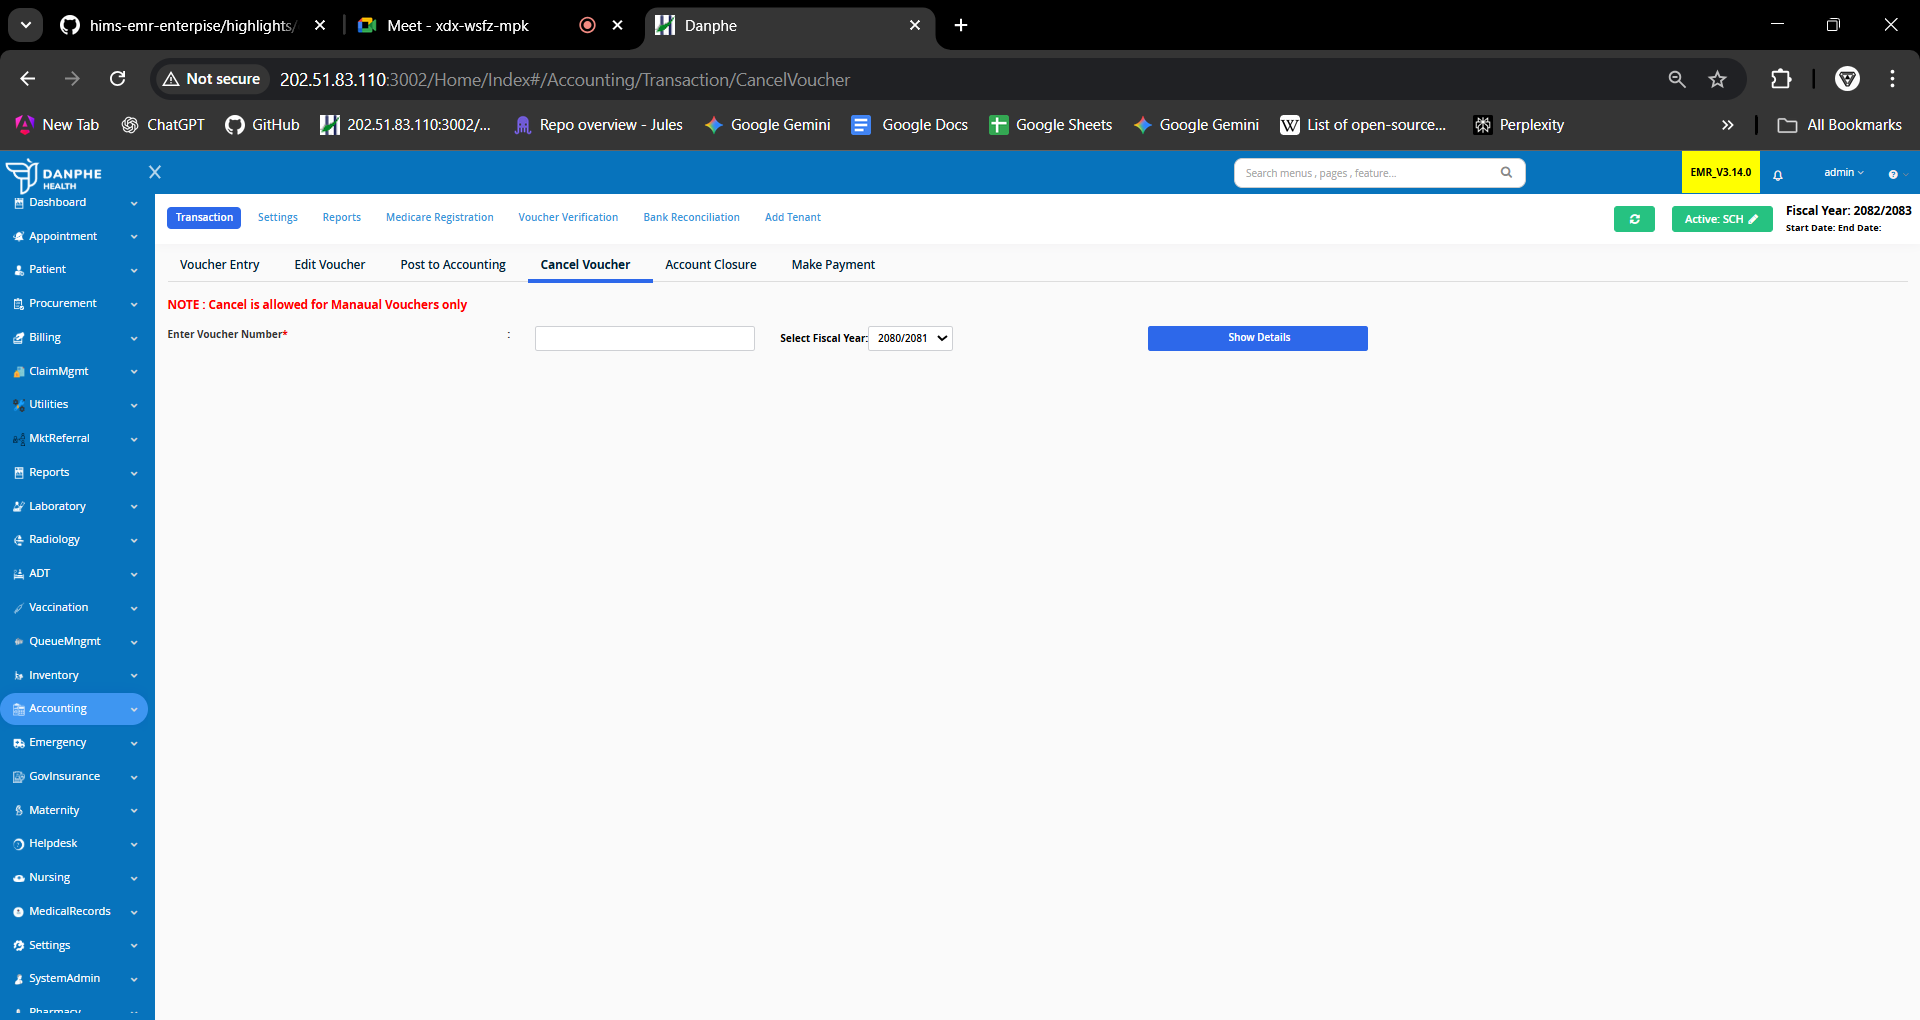 hims-emr-enterpise/highlights/
Meet - xdx-wsfz-mpk
Danphe
Not secure
202.51.83.110:3002/Home/Index#/Accounting/Transaction/CancelVoucher
New Tab
ChatGPT
GitHub
202.51.83.110:3002/...
Repo overview - Jules
Google Gemini
Google Docs
Google Sheets
Google Gemini
List of open-source...
Perplexity
All Bookmarks
DANPHE
HEALTH
Search menus , pages , feature...
EMR_V3.14.0
admin
Dashboard
Appointment
Patient
Procurement
Billing
ClaimMgmt
Utilities
MktReferral
Reports
Laboratory
Radiology
ADT
Vaccination
QueueMngmt
Inventory
Accounting
Emergency
GovInsurance
Maternity
Helpdesk
Nursing
MedicalRecords
Settings
SystemAdmin
Pharmacy
Transaction
Settings
Reports
Medicare Registration
Voucher Verification
Bank Reconciliation
Add Tenant
Active: SCH
Fiscal Year: 2082/2083
Start Date: End Date:
Voucher Entry
Edit Voucher
Post to Accounting
Cancel Voucher
Account Closure
Make Payment
NOTE : Cancel is allowed for Manaual Vouchers only
Enter Voucher Number* :
Select Fiscal Year: 2080/2081
Show Details